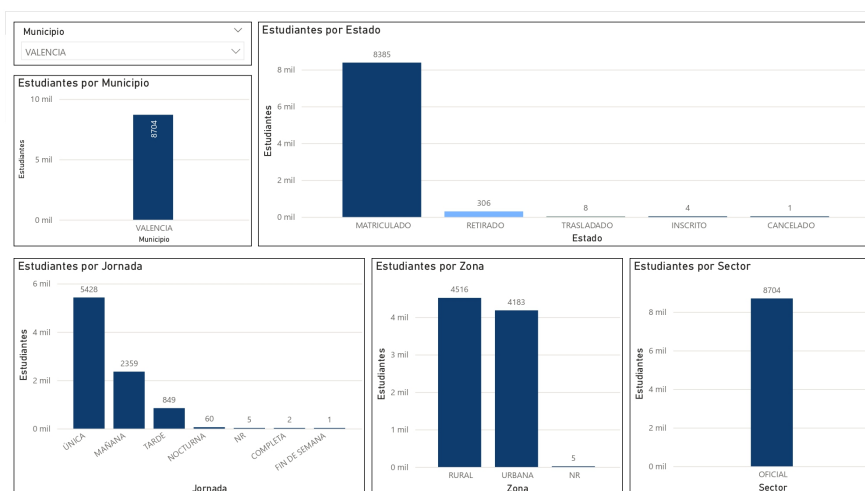 Municipio
VALENCIA
Estudiantes por Municipio
10 mil
5 mil
0 mil
Estudiantes
8704
VALENCIA
Municipio
Estudiantes por Estado
8 mil
6 mil
4 mil
2 mil
0 mil
Estudiantes
8385
306
8
4
1
MATRICULADO
RETIRADO
TRASLADADO
INSCRITO
CANCELADO
Estado
Estudiantes por Jornada
6 mil
4 mil
2 mil
0 mil
Estudiantes
5428
2359
849
60
5
2
1
ÚNICA
MAÑANA
TARDE
NOCTURNA
NR
COMPLETA
FIN DE SEMANA
Jornada
Estudiantes por Zona
4 mil
3 mil
2 mil
1 mil
0 mil
Estudiantes
4516
4183
5
RURAL
URBANA
NR
Zona
Estudiantes por Sector
8 mil
6 mil
4 mil
2 mil
0 mil
Estudiantes
8704
OFICIAL
Sector